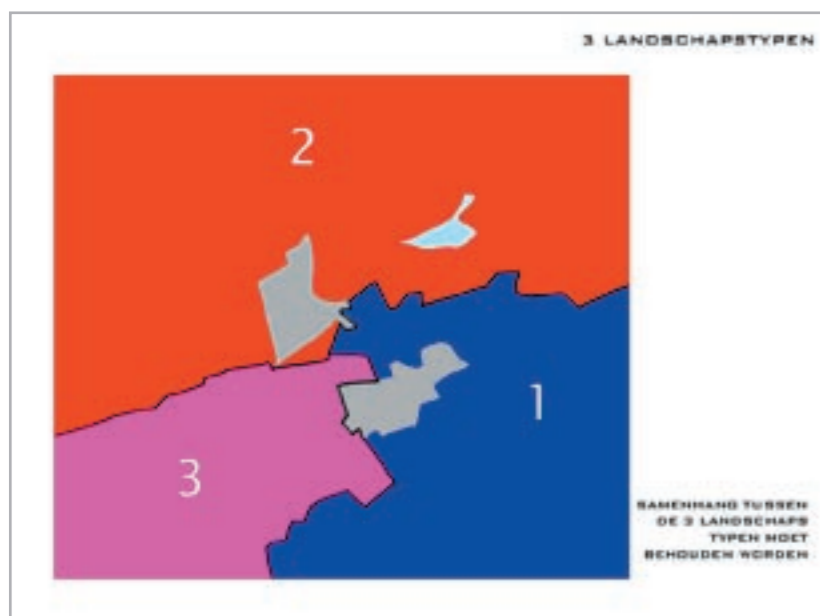 3 LANDSCHAPSTYPEN
2
1
3
SAMENHANG TUSSEN
DE 3 LANDSCHAPS
TYPEN MOET
BEHOUDEN WORDEN